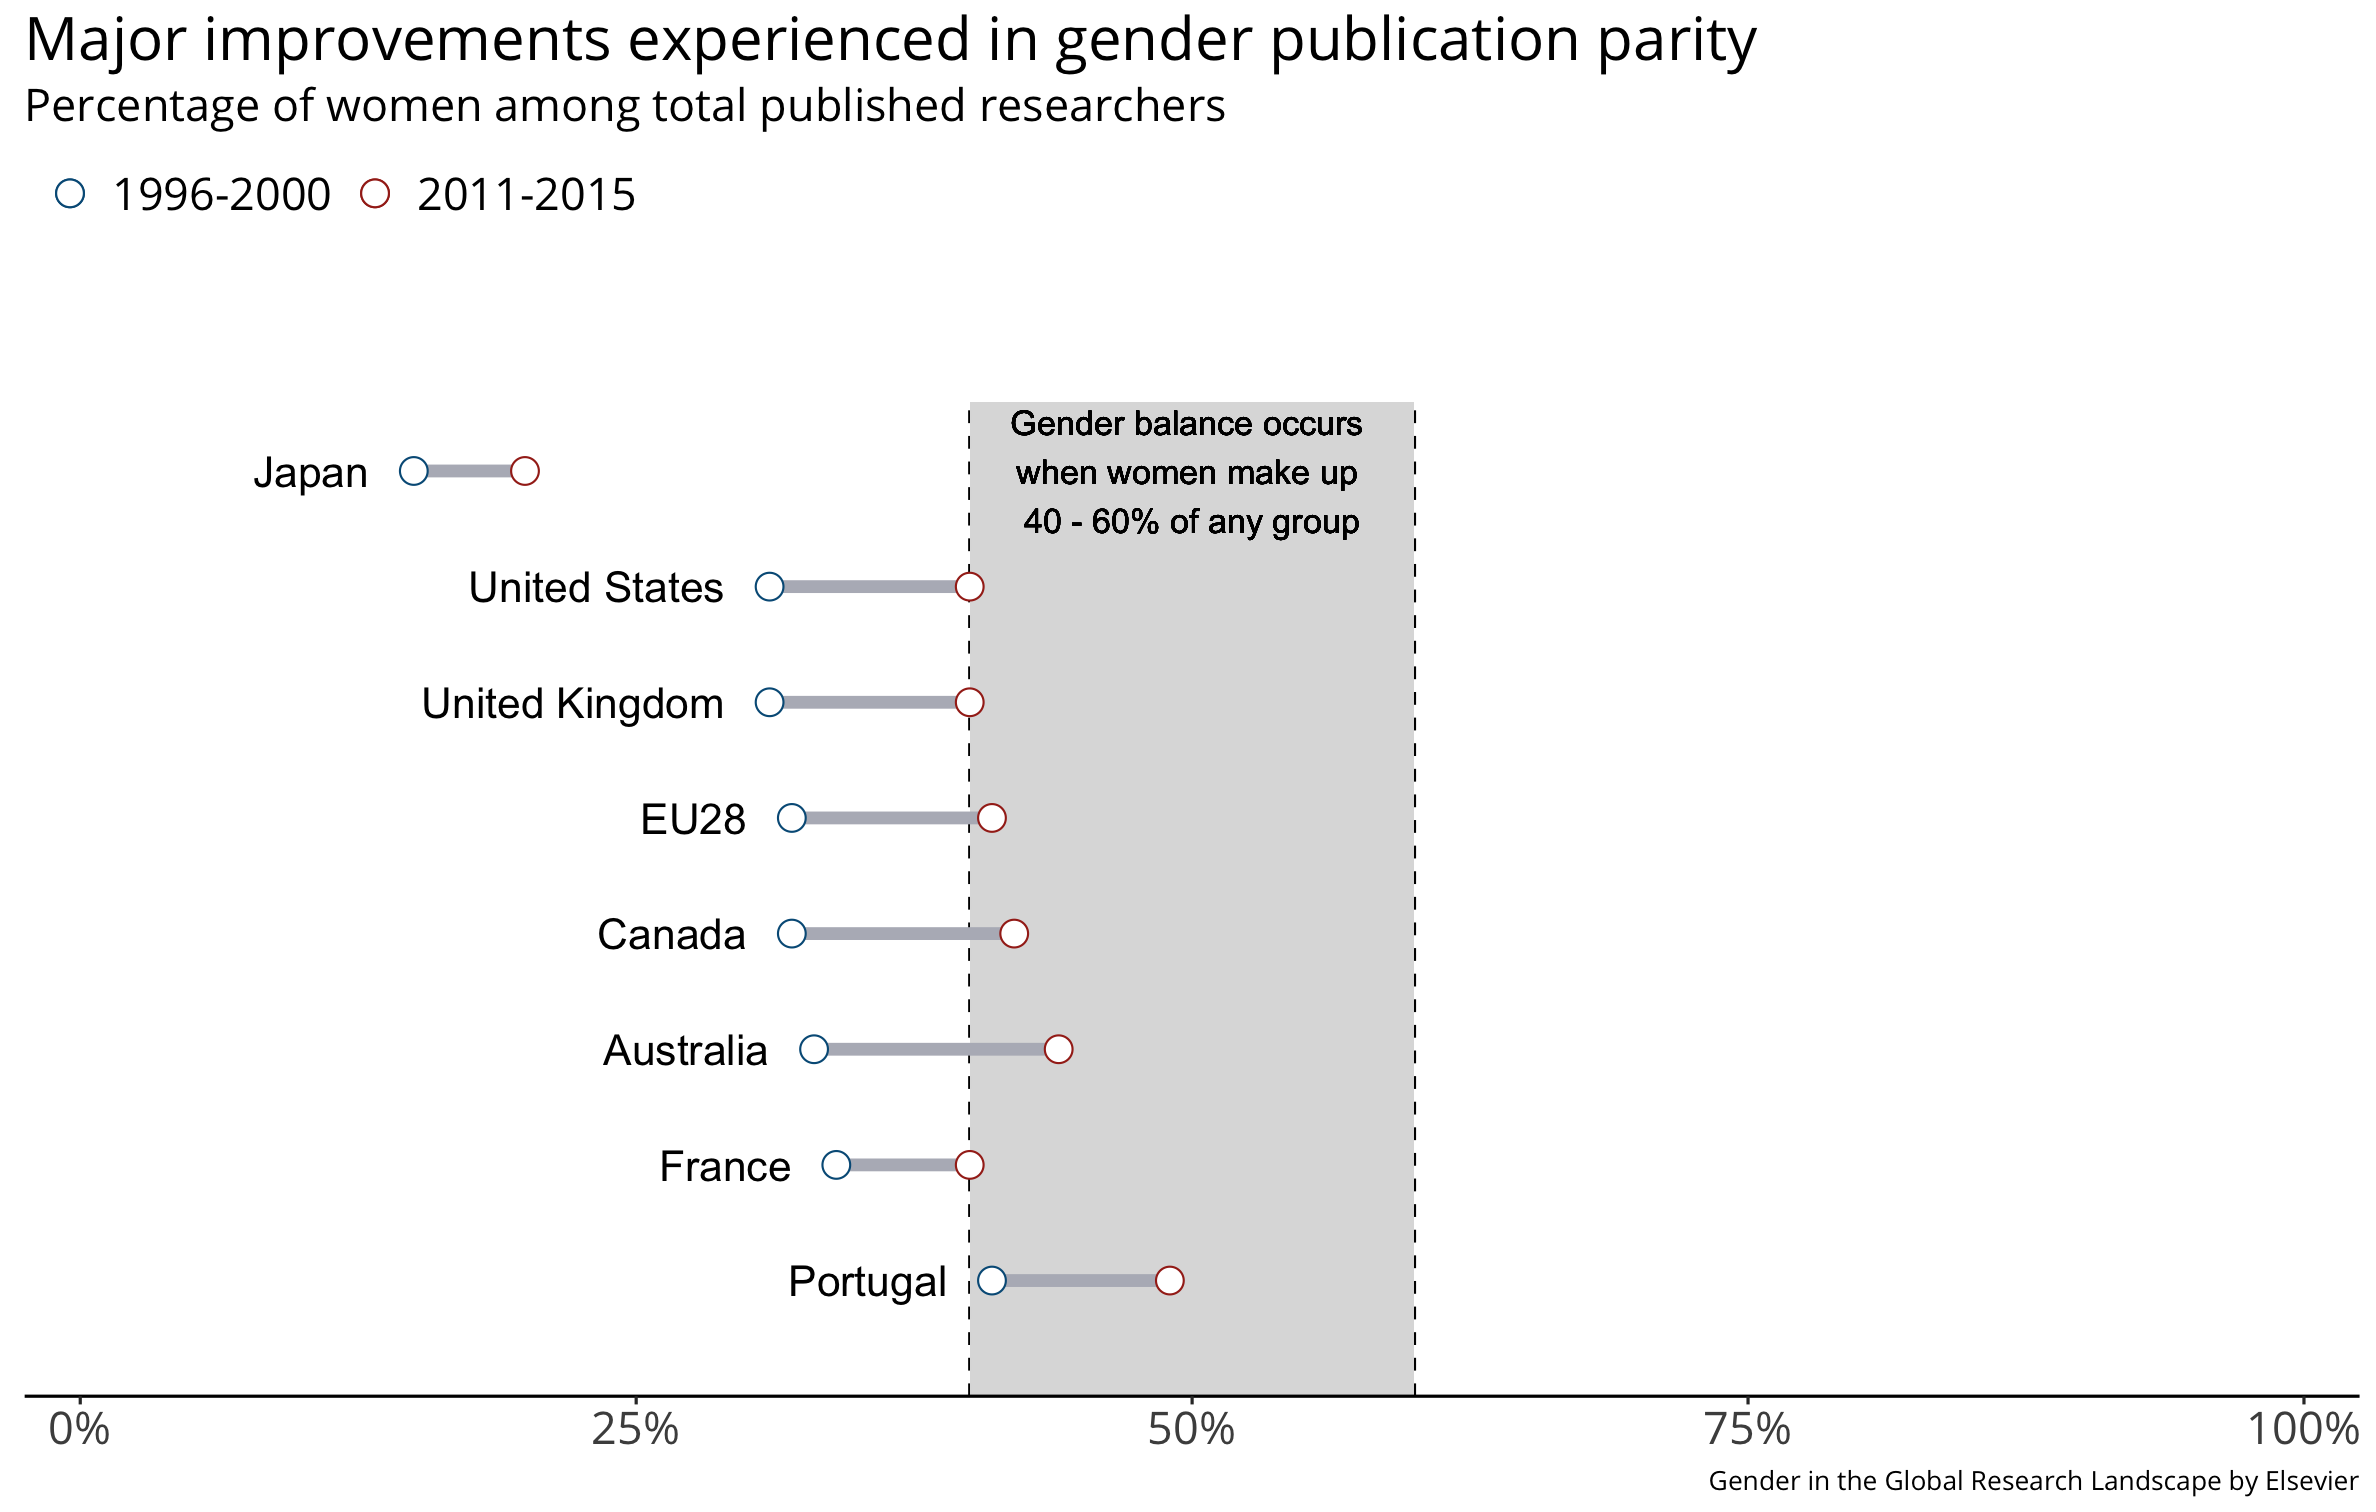 Major improvements experienced in gender publication parity
Percentage of women among total published researchers
1996-2000 2011-2015
Gender balance occurs
when women make up
40 - 60% of any group
Japan
United States
United Kingdom
EU28
Canada
Australia
France
Portugal
0% 25% 50% 75% 100%
Gender in the Global Research Landscape by Elsevier